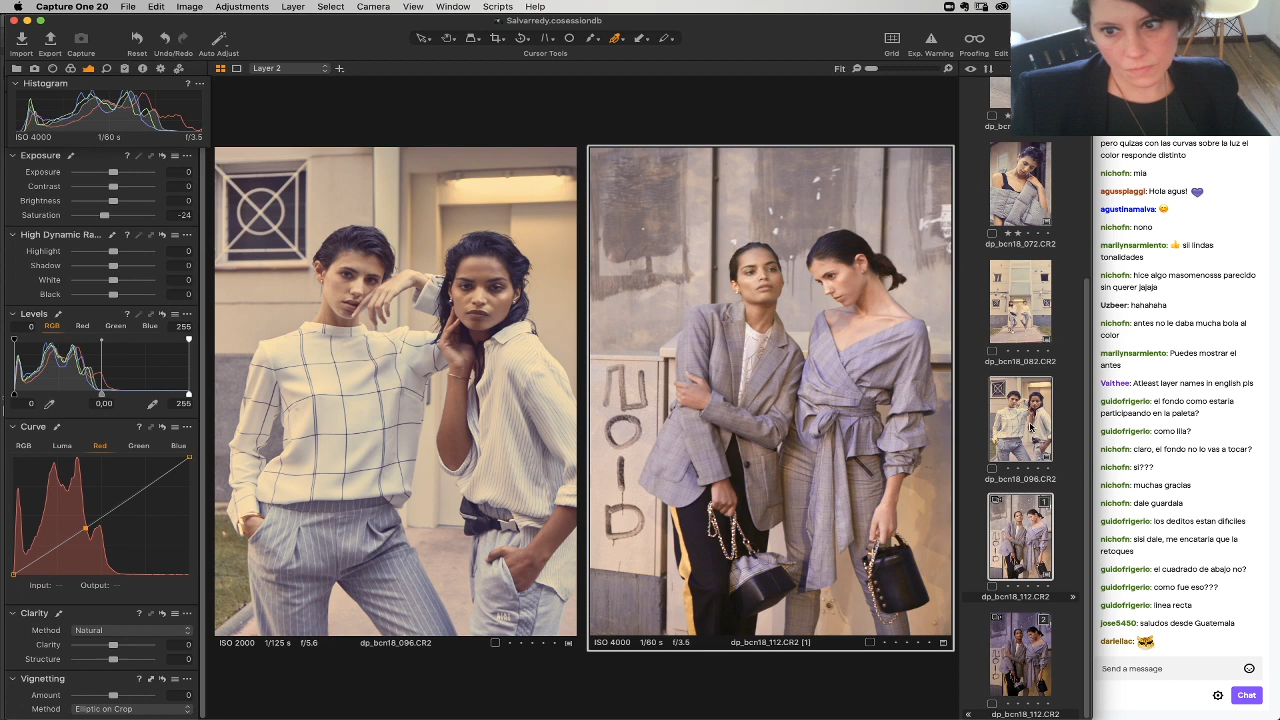 Capture One 20 File Edit Image Adjustments Layer Select Camera View Window Scripts Help
Salvarredy.cosessiondb
Import Export Capture Reset Undo/Redo Auto Adjust Cursor Tools Grid Exp. Warning Proofing Edit
Layer 2 Fit
Histogram
ISO 4000 1/60 s f/3.5
Exposure
Exposure 0
Contrast 0
Brightness 0
Saturation -24
High Dynamic Ra...
Highlight 0
Shadow 0
White 0
Black 0
Levels
0 RGB Red Green Blue 255
0 0,00 255
Curve
RGB Luma Red Green Blue
Input: -- Output: --
Clarity
Method Natural
Clarity 0
Structure 0
Vignetting
Amount 0
Method Elliptic on Crop
ISO 2000 1/125 s f/5.6 dp_bcn18_096.CR2
ISO 4000 1/60 s f/3.5 dp_bcn18_112.CR2 [1]
dp_bcn18_072.CR2
dp_bcn18_082.CR2
dp_bcn18_096.CR2
1
dp_bcn18_112.CR2 »
2
« dp_bcn18_112.CR2
pero quizas con las curvas sobre la luz el
color responde distinto
nichofn: mia
agusspiaggi: Hola agus!
agustinamalva:
nichofn: nono
marilynsarmiento: sii lindas
tonalidades
nichofn: hice algo masomenosss parecido
sin querer jajaja
Uzbeer: hahahaha
nichofn: antes no le daba mucha bola al
color
marilynsarmiento: Puedes mostrar el
antes
Valthee: Atleast layer names in english pls
guidofrigerio: el fondo como estaria
participaando en la paleta?
guidofrigerio: como lila?
nichofn: claro, el fondo no lo vas a tocar?
nichofn: si???
nichofn: muchas gracias
nichofn: dale guardala
guidofrigerio: los deditos estan dificiles
nichofn: sisi dale, me encataria que la
retoques
guidofrigerio: el cuadrado de abajo no?
guidofrigerio: como fue eso???
guidofrigerio: linea recta
jose5450: saludos desde Guatemala
dariellac:
Send a message
Chat